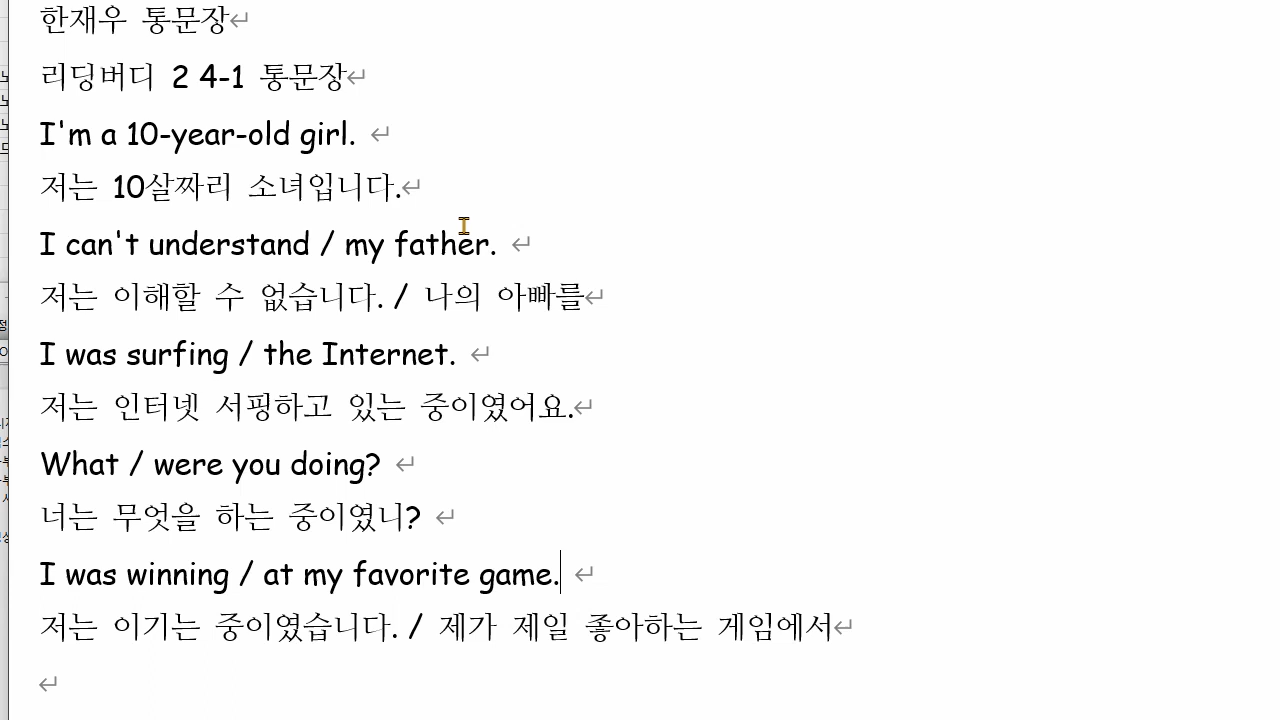 한재우 통문장
리딩버디 2 4-1 통문장
I'm a 10-year-old girl.
저는 10살짜리 소녀입니다.
I can't understand / my father.
저는 이해할 수 없습니다. / 나의 아빠를
I was surfing / the Internet.
저는 인터넷 서핑하고 있는 중이였어요.
What / were you doing?
너는 무엇을 하는 중이였니?
I was winning / at my favorite game.
저는 이기는 중이였습니다. / 제가 제일 좋아하는 게임에서